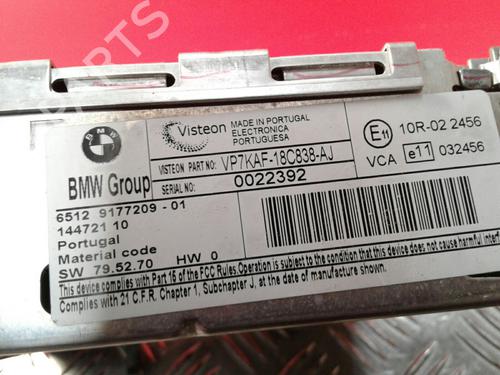 B-PARTS
BMW
BMW Group
Visteon
MADE IN PORTUGAL
ELECTRONICA
PORTUGUESA
VISTEON PART NO: VP7KAF-18C838-AJ
SERIAL NO: 0022392
E11 10R-02 2456
VCA e11 032456
6512 9177209 - 01
144721 10
Portugal
Material code
SW 79.52.70 HW 0
This device complies with Part 15 of the FCC Rules.Operation is subject to the condition that this device does not cause harmful
Complies with 21 C.F.R. Chapter 1, Subchapter J, at the date of manufacture.